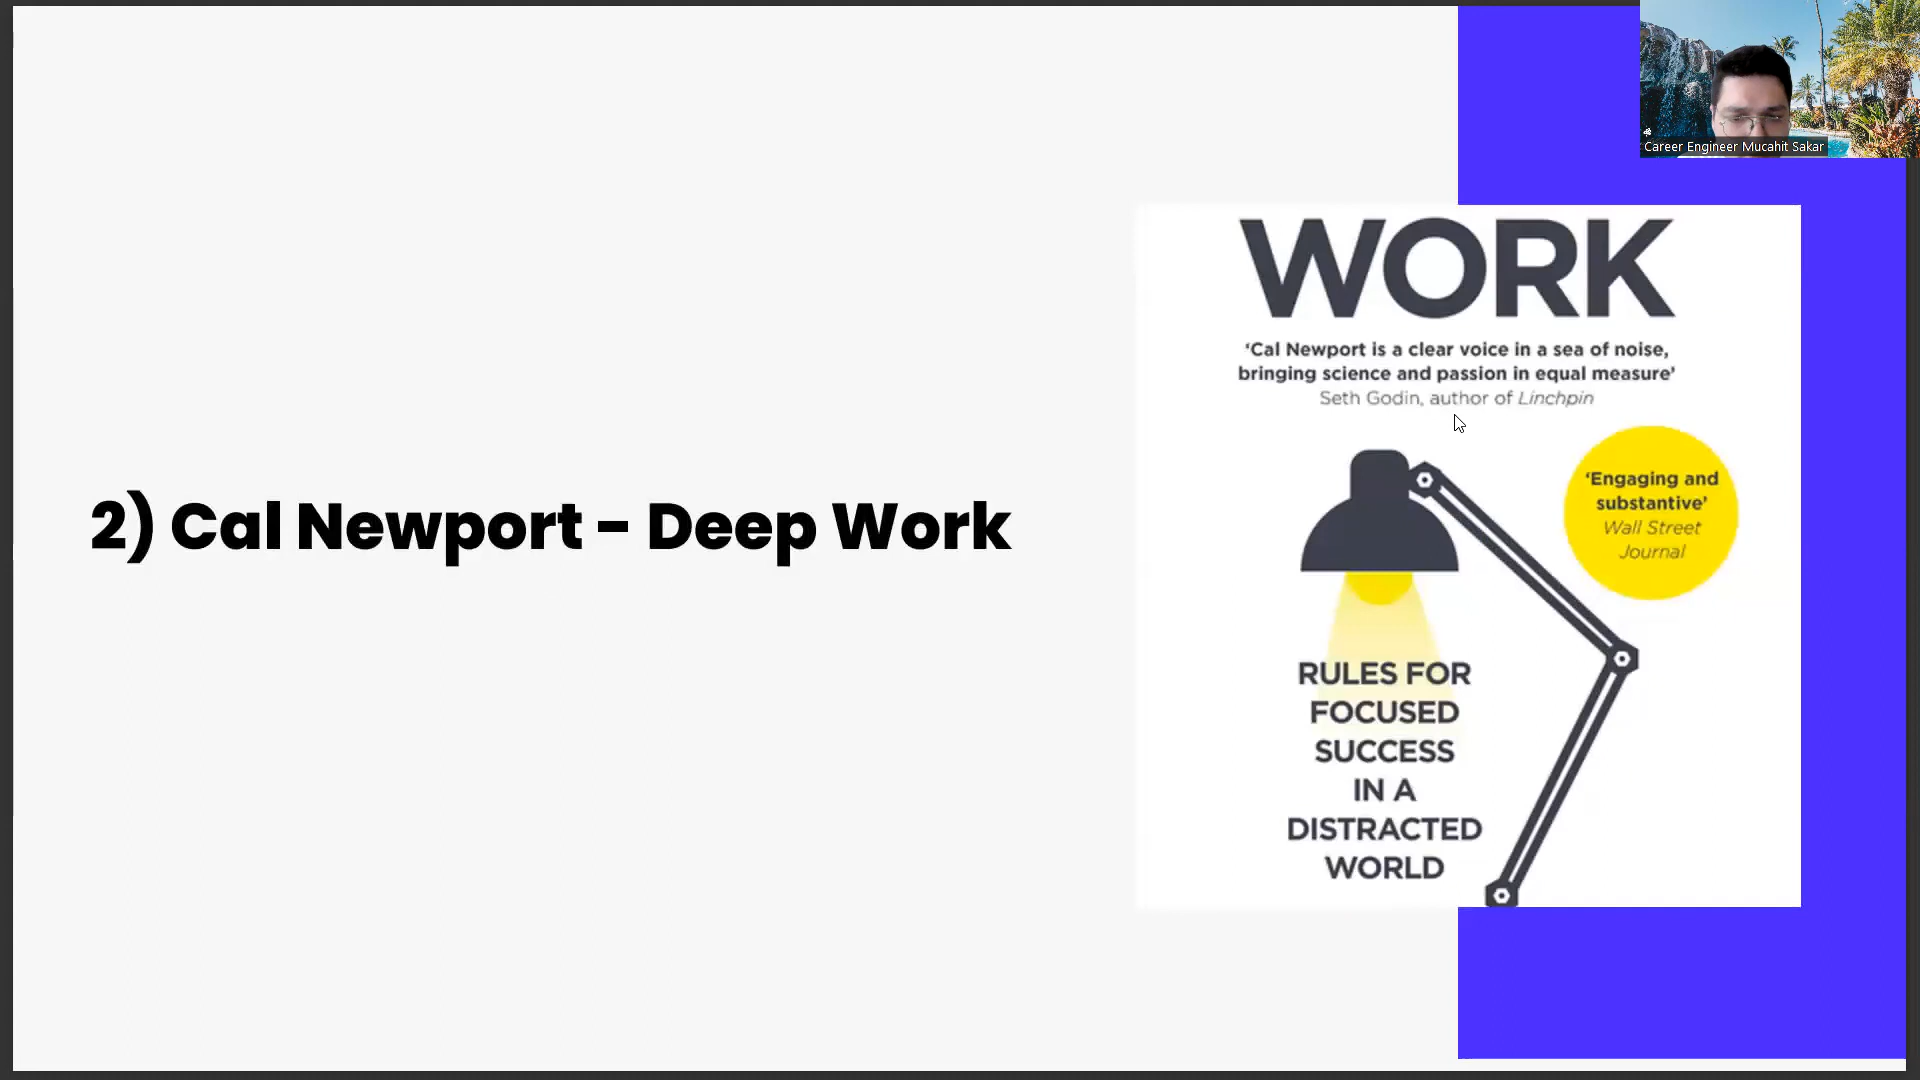 Career Engineer Mucahit Sakar
2) Cal Newport - Deep Work
WORK
‘Cal Newport is a clear voice in a sea of noise,
bringing science and passion in equal measure’
Seth Godin, author of Linchpin
‘Engaging and
substantive’
Wall Street
Journal
RULES FOR
FOCUSED
SUCCESS
IN A
DISTRACTED
WORLD